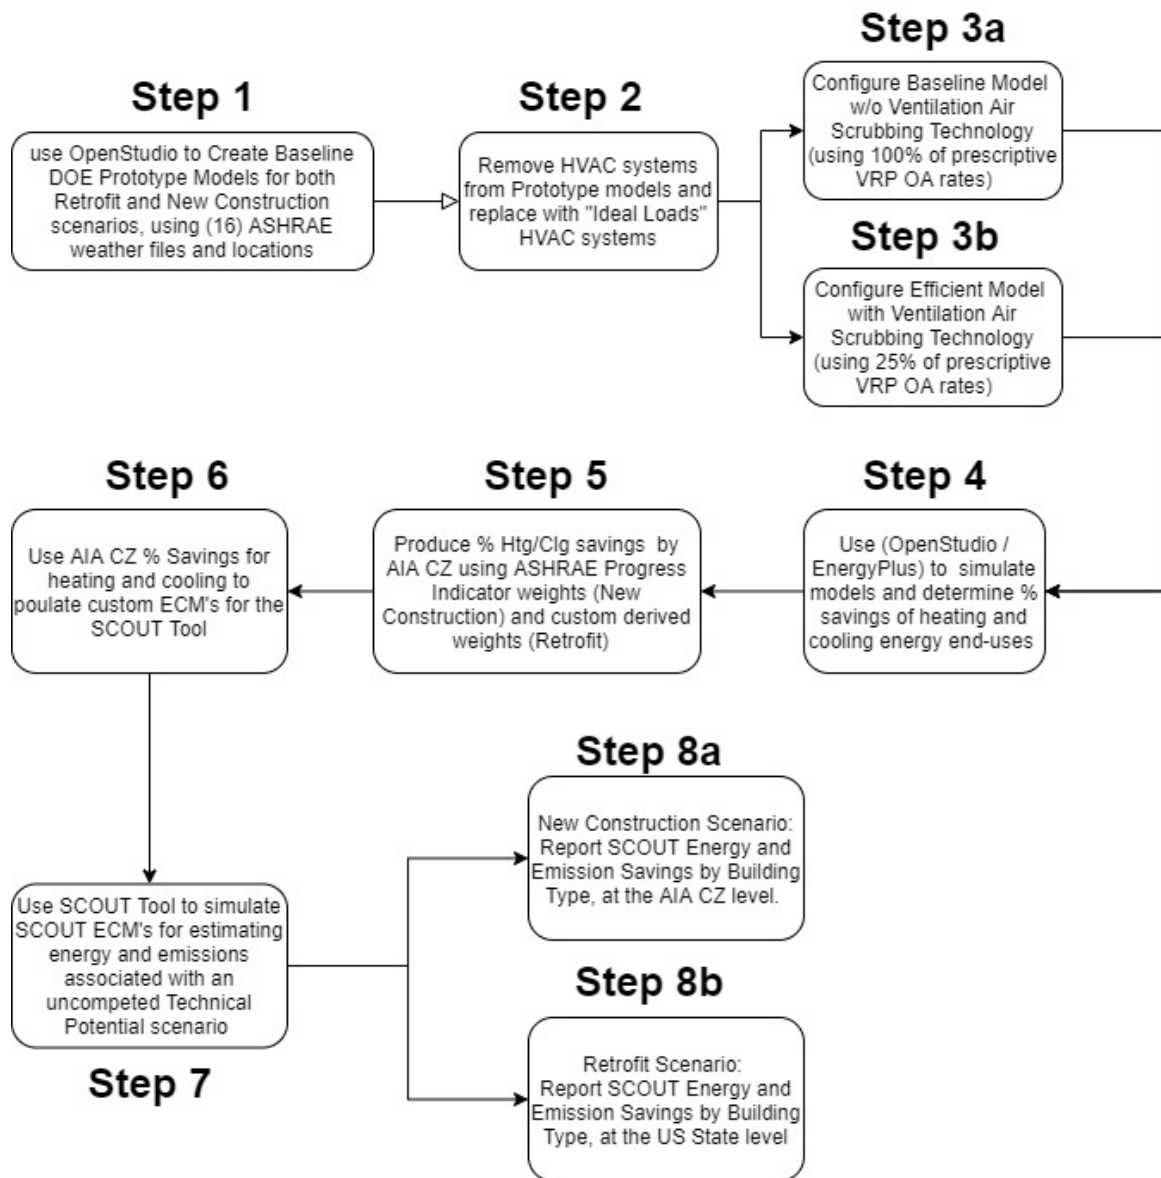 Step 1
use OpenStudio to Create Baseline
DOE Prototype Models for both
Retrofit and New Construction
scenarios, using (16) ASHRAE
weather files and locations
Step 2
Remove HVAC systems
from Prototype models and
replace with "Ideal Loads"
HVAC systems
Step 3a
Configure Baseline Model
w/o Ventilation Air
Scrubbing Technology
(using 100% of prescriptive
VRP OA rates)
Step 3b
Configure Efficient Model
with Ventilation Air
Scrubbing Technology
(using 25% of prescriptive
VRP OA rates)
Step 4
Use (OpenStudio /
EnergyPlus) to simulate
models and determine %
savings of heating and
cooling energy end-uses
Step 5
Produce % Htg/Clg savings by
AIA CZ using ASHRAE Progress
Indicator weights (New
Construction) and custom derived
weights (Retrofit)
Step 6
Use AIA CZ % Savings for
heating and cooling to
poulate custom ECM's for the
SCOUT Tool
Use SCOUT Tool to simulate
SCOUT ECM's for estimating
energy and emissions
associated with an
uncompeted Technical
Potential scenario
Step 7
Step 8a
New Construction Scenario:
Report SCOUT Energy and
Emission Savings by Building
Type, at the AIA CZ level.
Step 8b
Retrofit Scenario:
Report SCOUT Energy and
Emission Savings by Building
Type, at the US State level